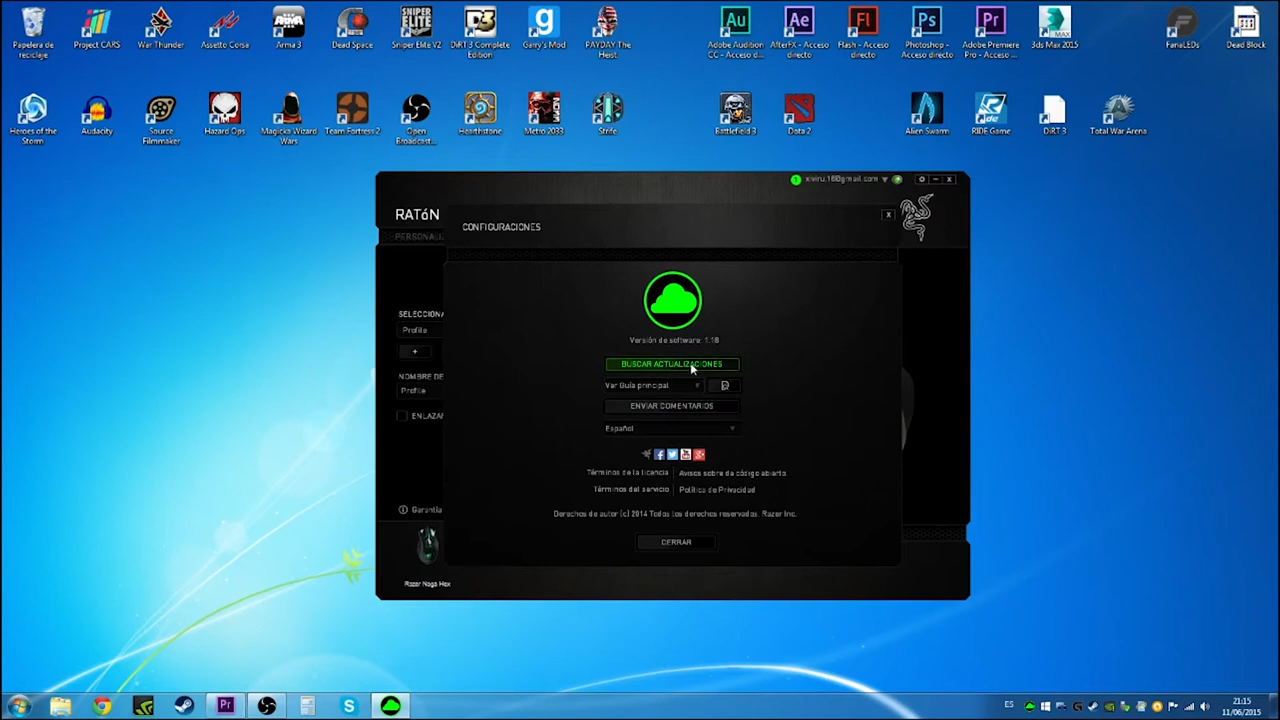 Papelera de reciclaje
Project CARS
War Thunder
Assetto Corsa
Arma 3
Dead Space
Sniper Elite V2
DiRT 3 Complete Edition
Garry's Mod
PAYDAY The Heist
Adobe Audition CC - Acceso d...
AfterFX - Acceso directo
Flash - Acceso directo
Photoshop - Acceso directo
Adobe Premiere Pro - Acceso ...
3ds Max 2015
FanaLEDs
Dead Block
Heroes of the Storm
Audacity
Source Filmmaker
Hazard Ops
Magicka Wizard Wars
Team Fortress 2
Open Broadcast...
Hearthstone
Metro 2033
Strife
Battlefield 3
Dota 2
Alien Swarm
RIDE Game
DiRT 3
Total War Arena
xiviru.18@gmail.com
RATóN
PERSONALIZ
CONFIGURACIONES
SELECCIONA
Profile
+
NOMBRE DE
Profile
ENLAZAR
Versión de software: 1.18
BUSCAR ACTUALIZACIONES
Ver Guía principal
ENVIAR COMENTARIOS
Español
Términos de la licencia
Avisos sobre de código abierto
Términos del servicio
Política de Privacidad
Derechos de autor (c) 2014 Todos los derechos reservados. Razer Inc.
CERRAR
Garantía
Razer Naga Hex
ES
21:15
11/06/2015